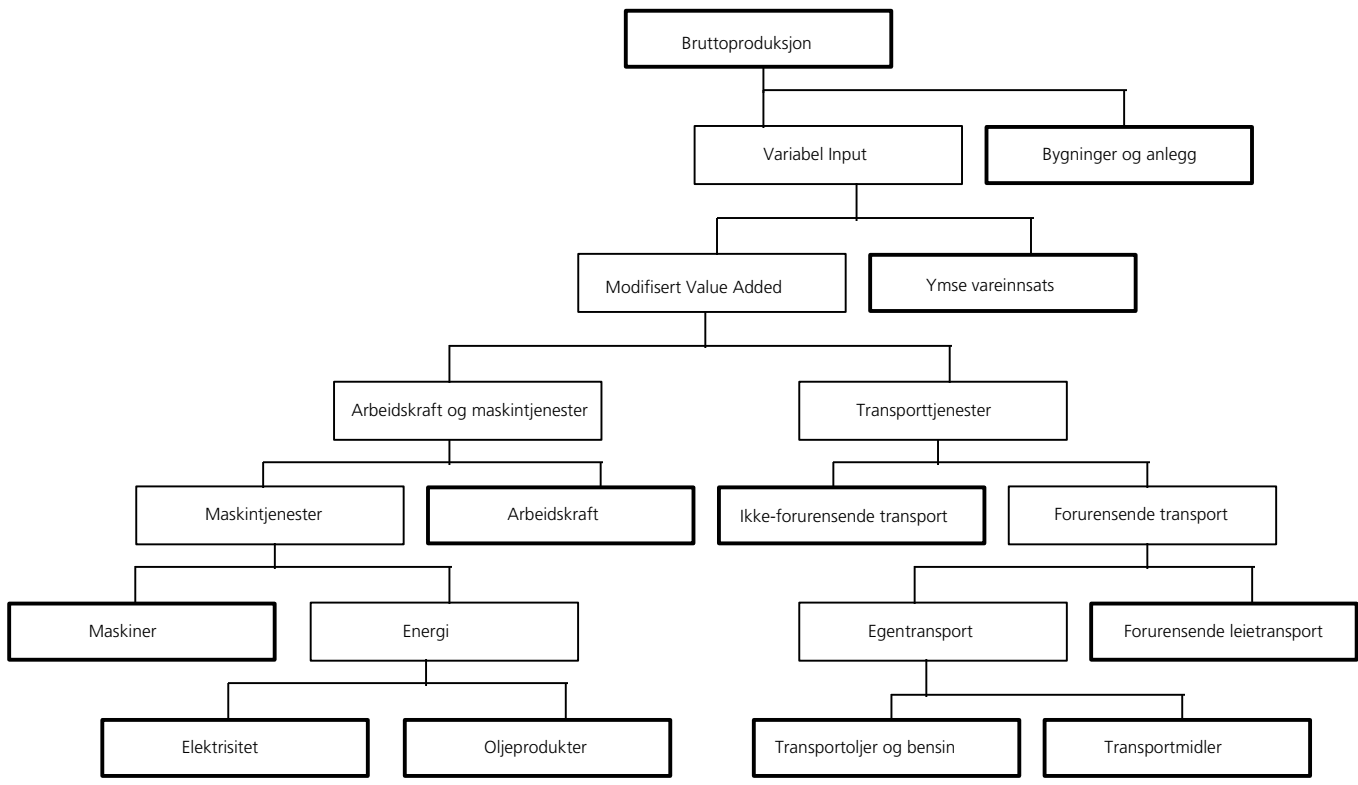 Bruttoproduksjon
Variabel Input
Bygninger og anlegg
Modifisert Value Added
Ymse vareinnsats
Arbeidskraft og maskintjenester
Transporttjenester
Maskintjenester
Arbeidskraft
Ikke-forurensende transport
Forurensende transport
Maskiner
Energi
Egentransport
Forurensende leietransport
Elektrisitet
Oljeprodukter
Transportoljer og bensin
Transportmidler